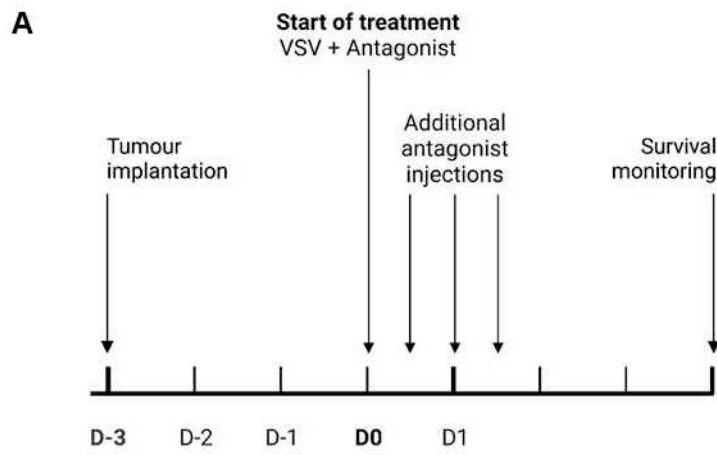 A
Start of treatment
VSV + Antagonist
Tumour
implantation
Additional
antagonist
injections
Survival
monitoring
D-3 D-2 D-1 D0 D1